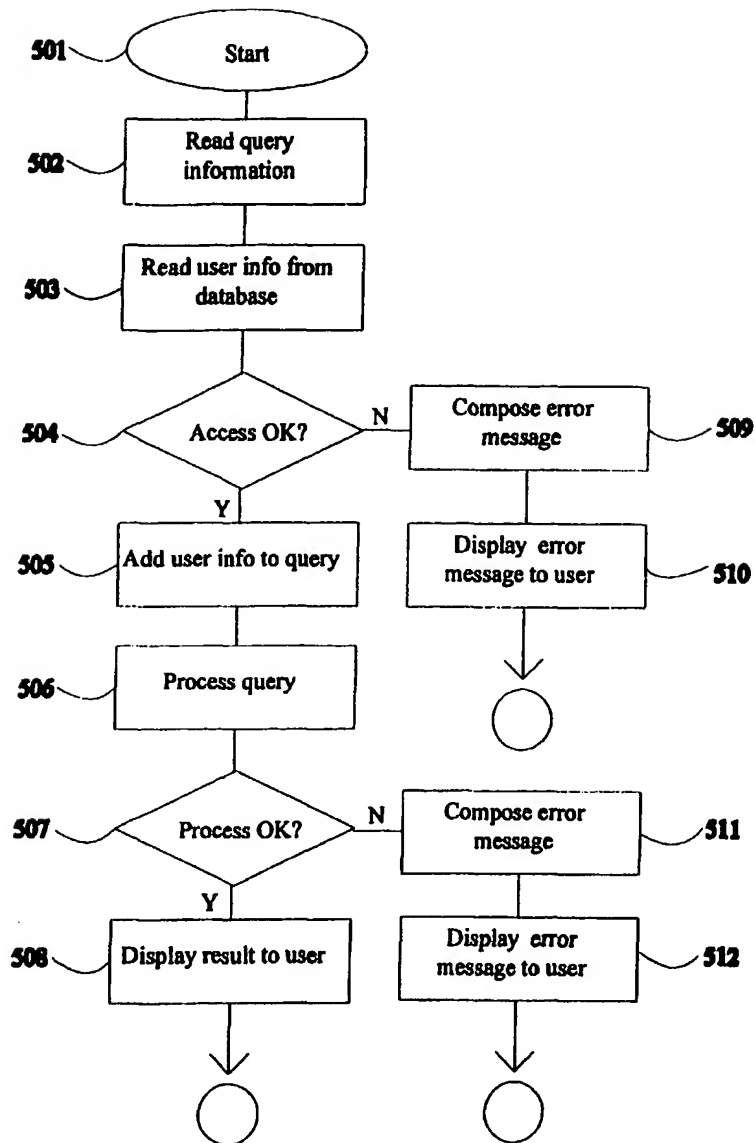 501
Start
502
Read query
information
503
Read user info from
database
504
Access OK?
N
Y
Compose error
message
509
505
Add user info to query
Display error
message to user
510
506
Process query
507
Process OK?
N
Y
Compose error
message
511
508
Display result to user
Display error
message to user
512